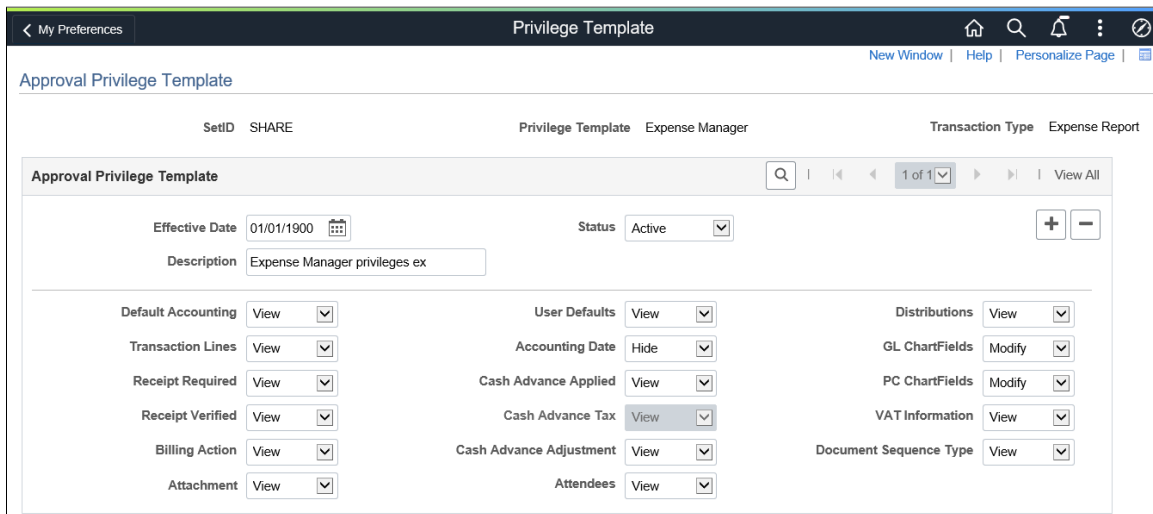 My Preferences Privilege Template
New Window | Help | Personalize Page |
Approval Privilege Template
SetID SHARE Privilege Template Expense Manager Transaction Type Expense Report
Approval Privilege Template 1 of 1 View All
Effective Date 01/01/1900 Status Active
Description Expense Manager privileges ex
Default Accounting View User Defaults View Distributions View
Transaction Lines View Accounting Date Hide GL ChartFields Modify
Receipt Required View Cash Advance Applied View PC ChartFields Modify
Receipt Verified View Cash Advance Tax View VAT Information View
Billing Action View Cash Advance Adjustment View Document Sequence Type View
Attachment View Attendees View